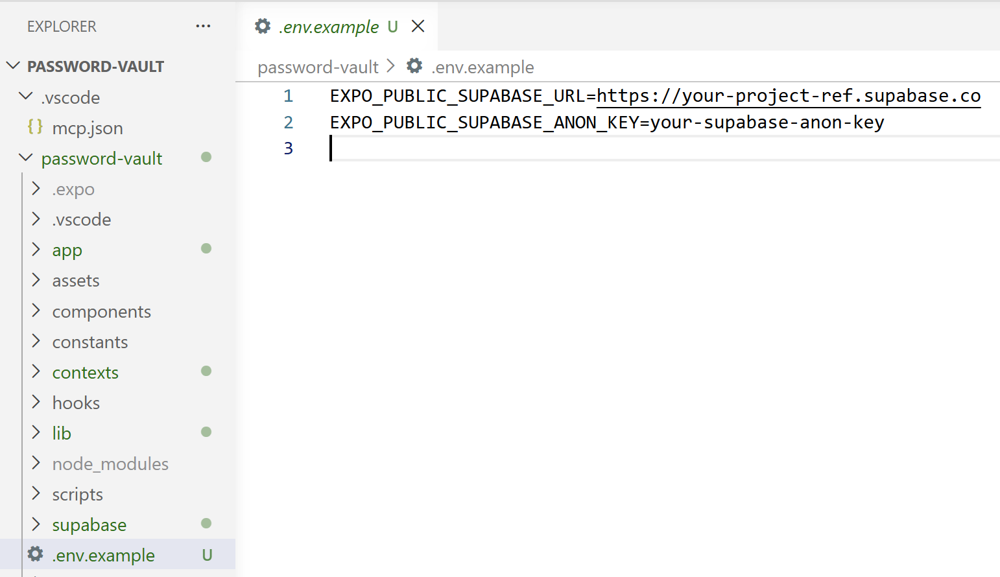 EXPLORER ...
PASSWORD-VAULT
.vscode
{} mcp.json
password-vault
.expo
.vscode
app
assets
components
constants
contexts
hooks
lib
node_modules
scripts
supabase
.env.example U
.env.example U
password-vault > .env.example
1 EXPO_PUBLIC_SUPABASE_URL=https://your-project-ref.supabase.co
2 EXPO_PUBLIC_SUPABASE_ANON_KEY=your-supabase-anon-key
3